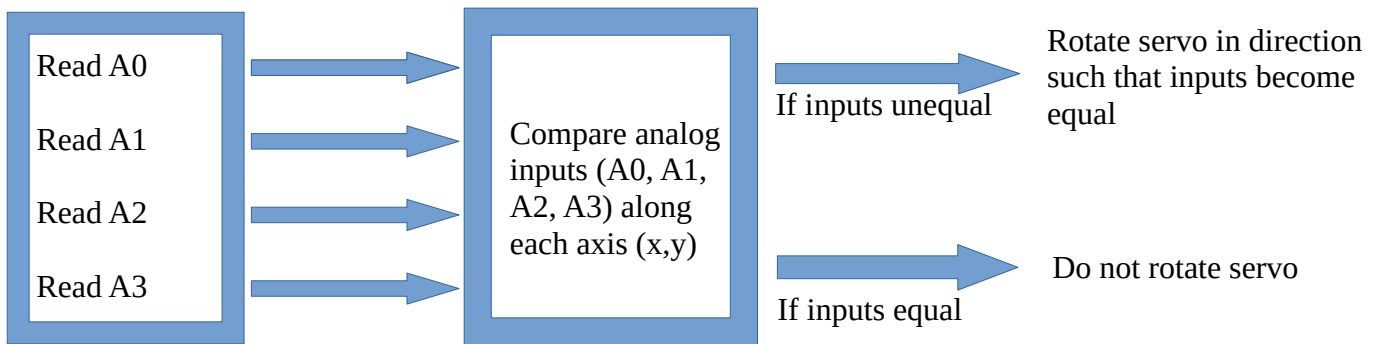 Read A0
Read A1
Read A2
Read A3
Compare analog
inputs (A0, A1,
A2, A3) along
each axis (x,y)
If inputs unequal
Rotate servo in direction
such that inputs become
equal
If inputs equal
Do not rotate servo